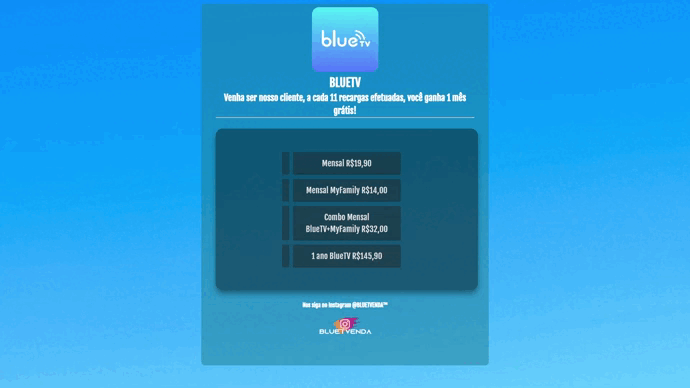 blue TV
BLUETV
Venha ser nosso cliente, a cada 11 recargas efetuadas, você ganha 1 mês
grátis!
Mensal R$19,90
Mensal MyFamily R$14,00
Combo Mensal
BlueTV+MyFamily R$32,00
1 ano BlueTV R$145,90
Nos siga no Instagram @BLUETVENDA™
BLUETVENDA